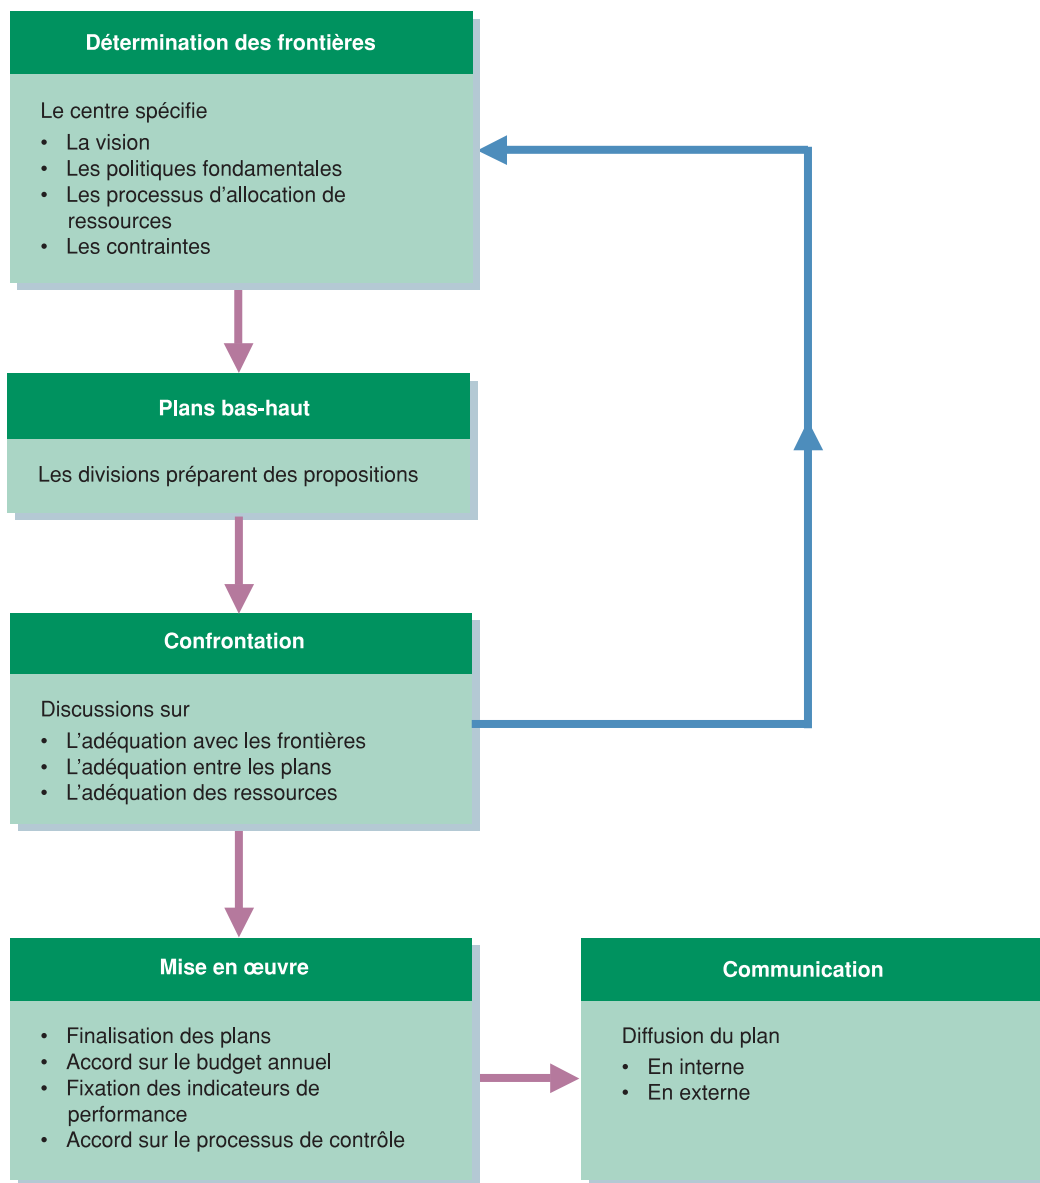 Détermination des frontières
Le centre spécifie
• La vision
• Les politiques fondamentales
• Les processus d'allocation de
ressources
• Les contraintes
Plans bas-haut
Les divisions préparent des propositions
Confrontation
Discussions sur
• L'adéquation avec les frontières
• L'adéquation entre les plans
• L'adéquation des ressources
Mise en œuvre
• Finalisation des plans
• Accord sur le budget annuel
• Fixation des indicateurs de
performance
• Accord sur le processus de contrôle
Communication
Diffusion du plan
• En interne
• En externe